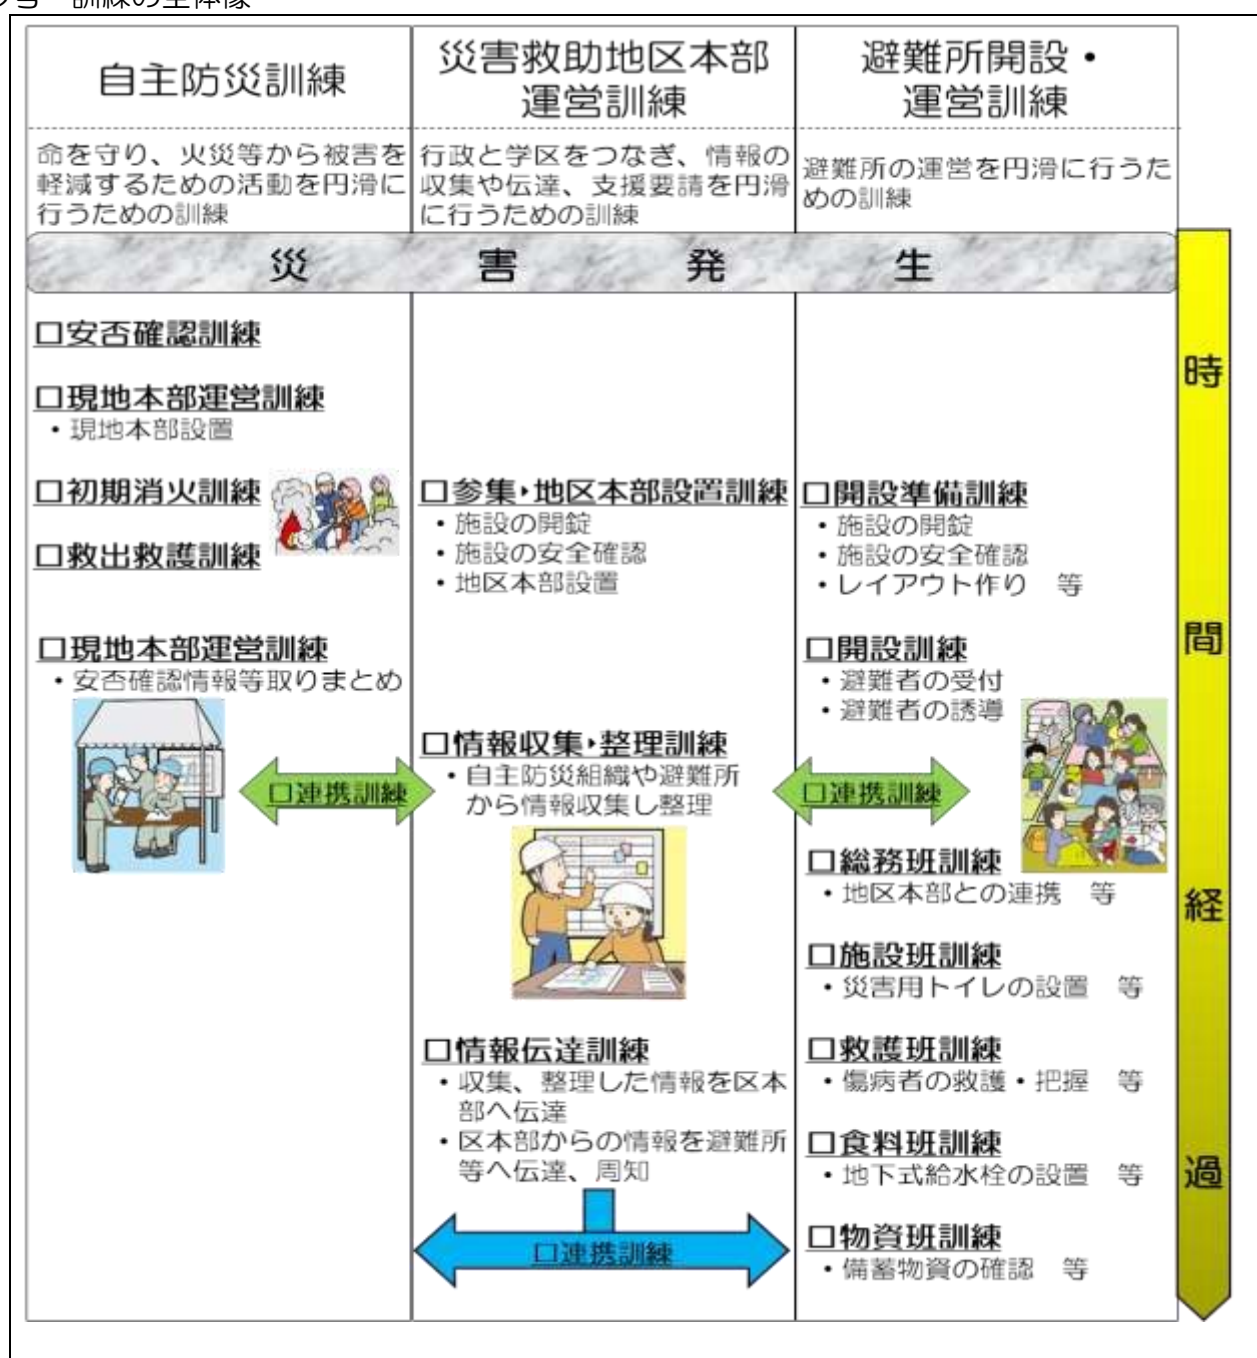 訓練の全体像
自主防災訓練
命を守り、火災等から被害を
軽減するための活動を円滑に
行うための訓練
災害救助地区本部
運営訓練
行政と学区をつなぎ、情報の
収集や伝達、支援要請を円滑
に行うための訓練
避難所開設・
運営訓練
避難所の運営を円滑に行うた
めの訓練
災害発生
□安否確認訓練
□現地本部運営訓練
・現地本部設置
□初期消火訓練
□救出救護訓練
□現地本部運営訓練
・安否確認情報等取りまとめ
□連携訓練
□参集・地区本部設置訓練
・施設の開錠
・施設の安全確認
・地区本部設置
□情報収集・整理訓練
・自主防災組織や避難所
から情報収集し整理
□情報伝達訓練
・収集、整理した情報を区本
部へ伝達
・区本部からの情報を避難所
等へ伝達、周知
□連携訓練
□開設準備訓練
・施設の開錠
・施設の安全確認
・レイアウト作り 等
□開設訓練
・避難者の受付
・避難者の誘導
□連携訓練
□総務班訓練
・地区本部との連携 等
□施設班訓練
・災害用トイレの設置 等
□救護班訓練
・傷病者の救護・把握 等
□食料班訓練
・地下式給水栓の設置 等
□物資班訓練
・備蓄物資の確認 等
時間経過